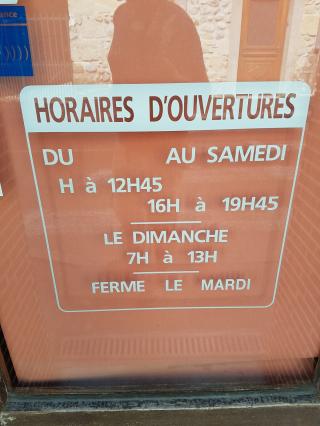 HORAIRES D'OUVERTURES
DU AU SAMEDI
H à 12H45
16H à 19H45
LE DIMANCHE
7H à 13H
FERME LE MARDI